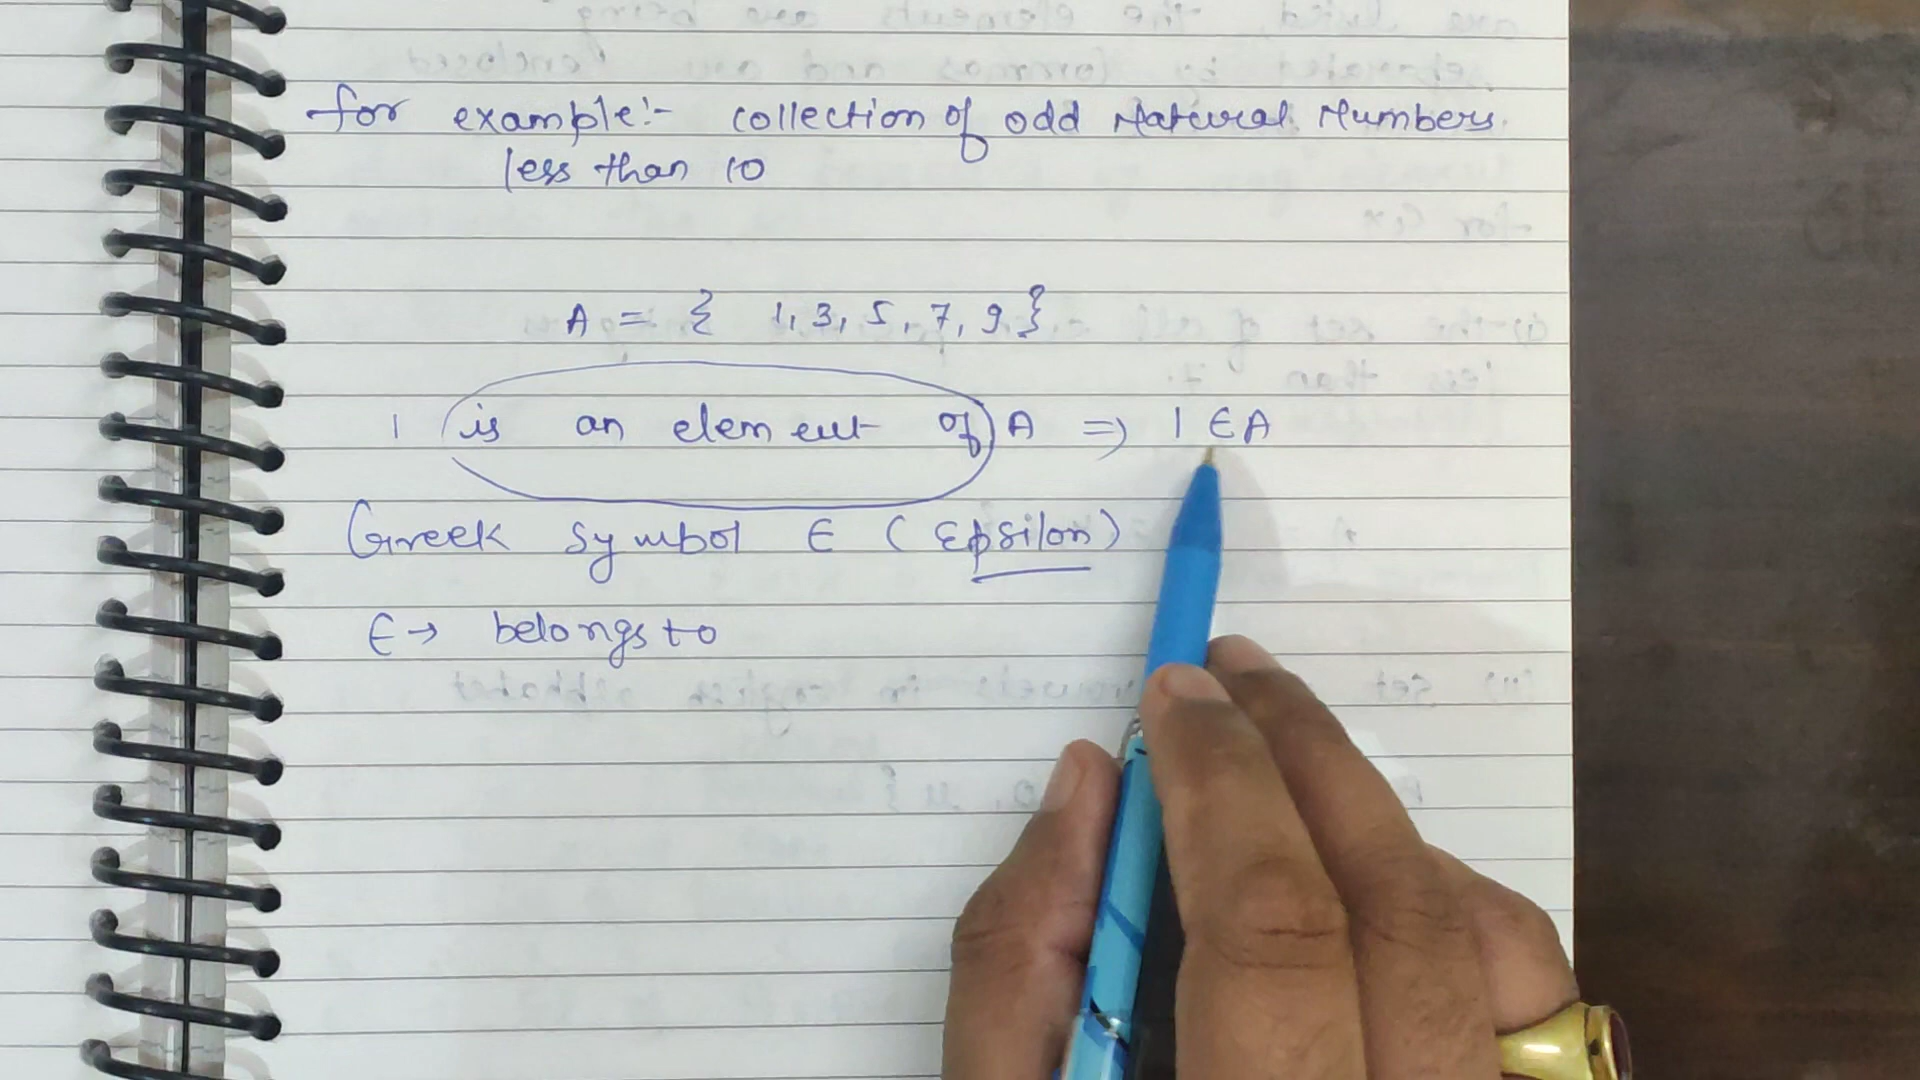 for example:- collection of odd Natural Numbers.
less than 10
A = { 1, 3, 5, 7, 9 }
1 is an element of A ⇒ 1 ∈ A
Greek symbol ∈ (Epsilon)
∈ → belongs to